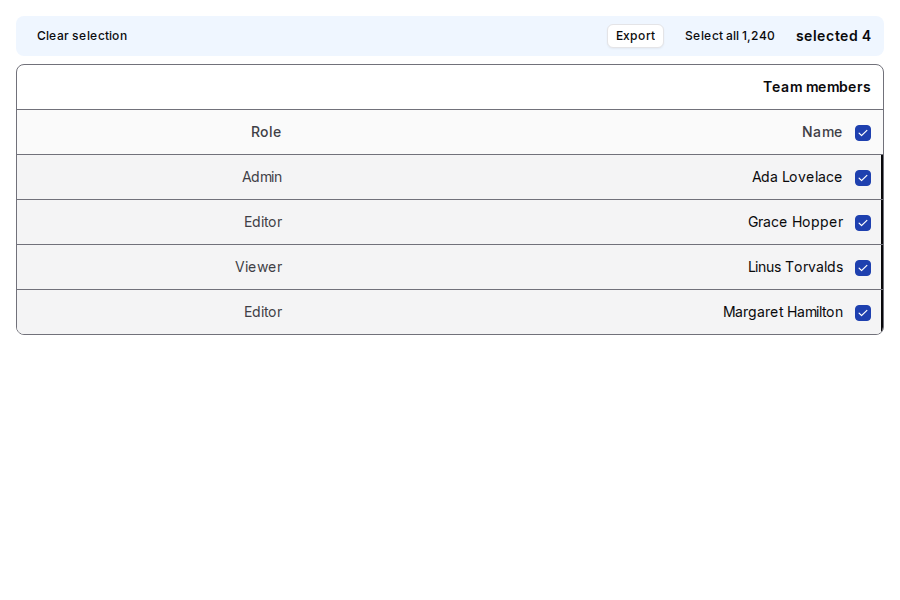 Clear selection Export Select all 1,240 selected 4
Team members
Role Name
Admin Ada Lovelace
Editor Grace Hopper
Viewer Linus Torvalds
Editor Margaret Hamilton